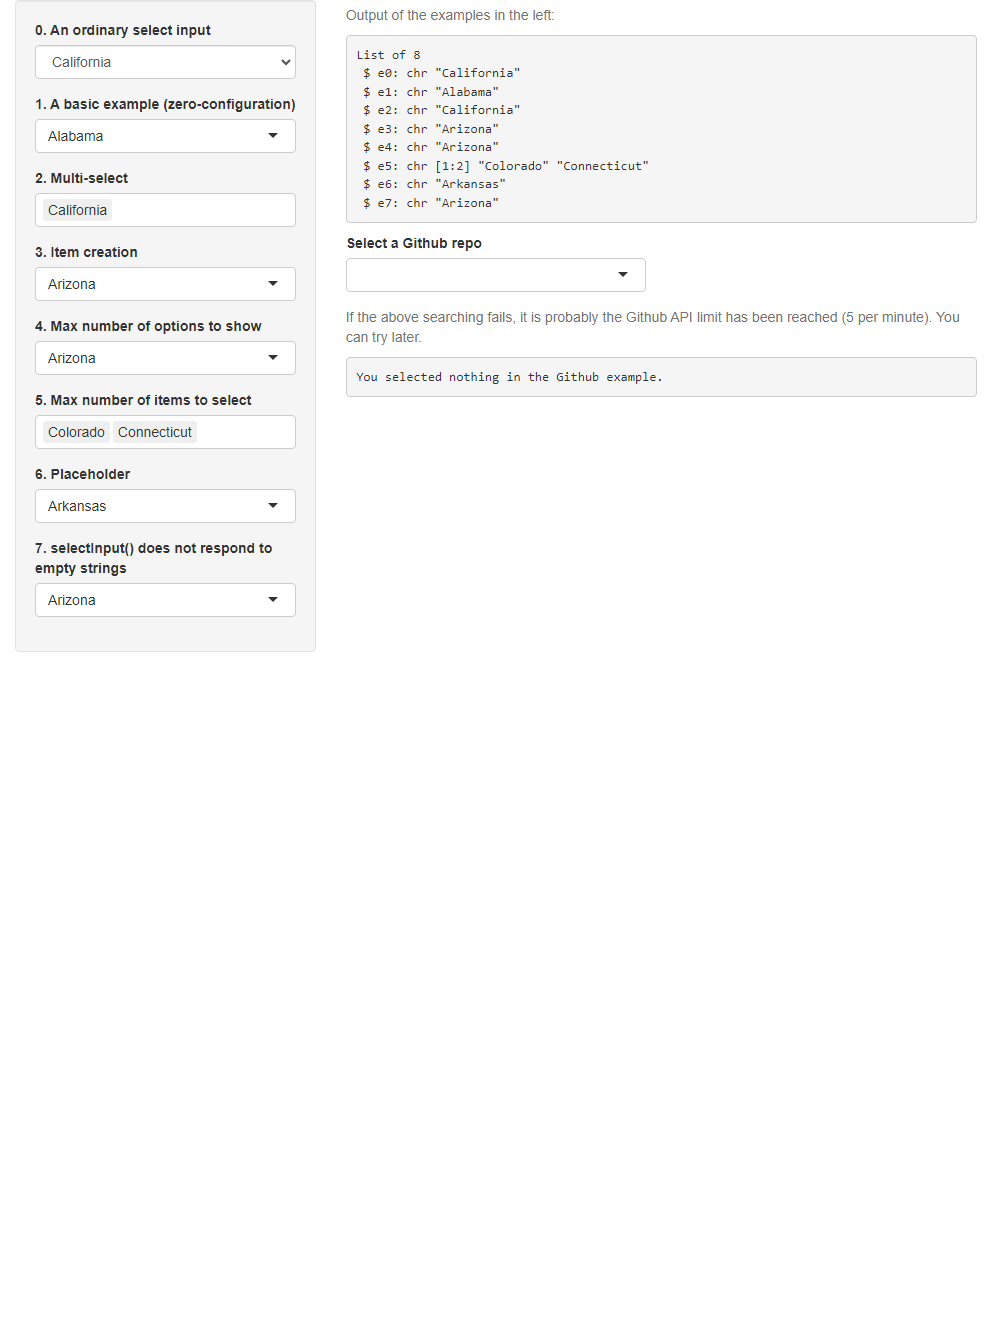 0. An ordinary select input
California
1. A basic example (zero-configuration)
Alabama
2. Multi-select
California
3. Item creation
Arizona
4. Max number of options to show
Arizona
5. Max number of items to select
Colorado Connecticut
6. Placeholder
Arkansas
7. selectInput() does not respond to
empty strings
Arizona
Output of the examples in the left:
List of 8
 $ e0: chr "California"
 $ e1: chr "Alabama"
 $ e2: chr "California"
 $ e3: chr "Arizona"
 $ e4: chr "Arizona"
 $ e5: chr [1:2] "Colorado" "Connecticut"
 $ e6: chr "Arkansas"
 $ e7: chr "Arizona"
Select a Github repo
If the above searching fails, it is probably the Github API limit has been reached (5 per minute). You
can try later.
You selected nothing in the Github example.